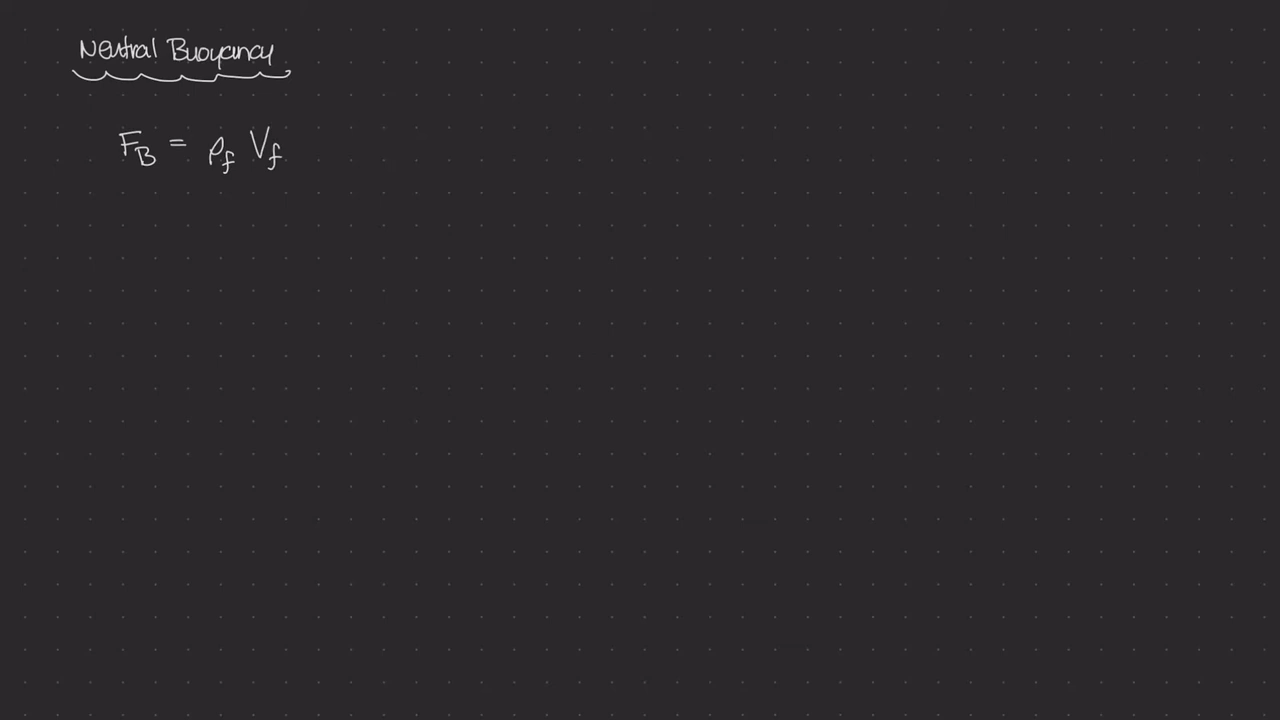 Neutral Buoyancy
F_B = ρ_f V_f